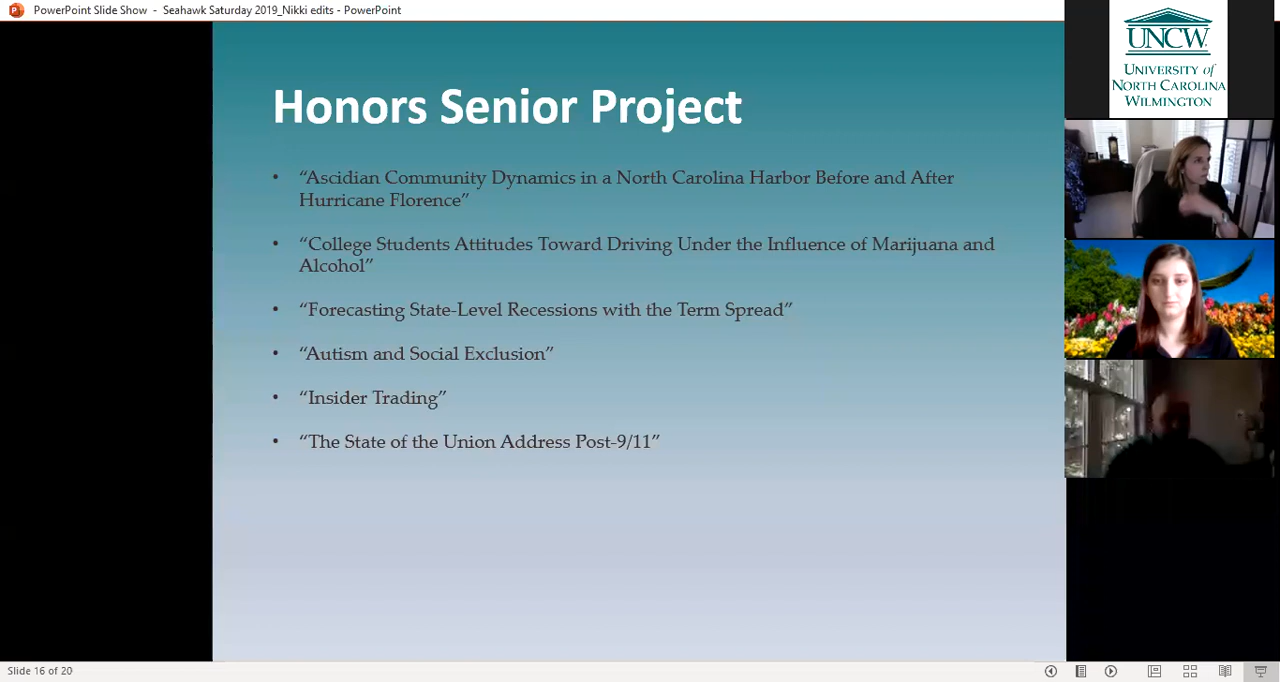 PowerPoint Slide Show - Seahawk Saturday 2019_Nikki edits - PowerPoint
Honors Senior Project
• “Ascidian Community Dynamics in a North Carolina Harbor Before and After
Hurricane Florence”
• “College Students Attitudes Toward Driving Under the Influence of Marijuana and
Alcohol”
• “Forecasting State-Level Recessions with the Term Spread”
• “Autism and Social Exclusion”
• “Insider Trading”
• “The State of the Union Address Post-9/11”
UNCW
UNIVERSITY of
NORTH CAROLINA
WILMINGTON
Slide 16 of 20